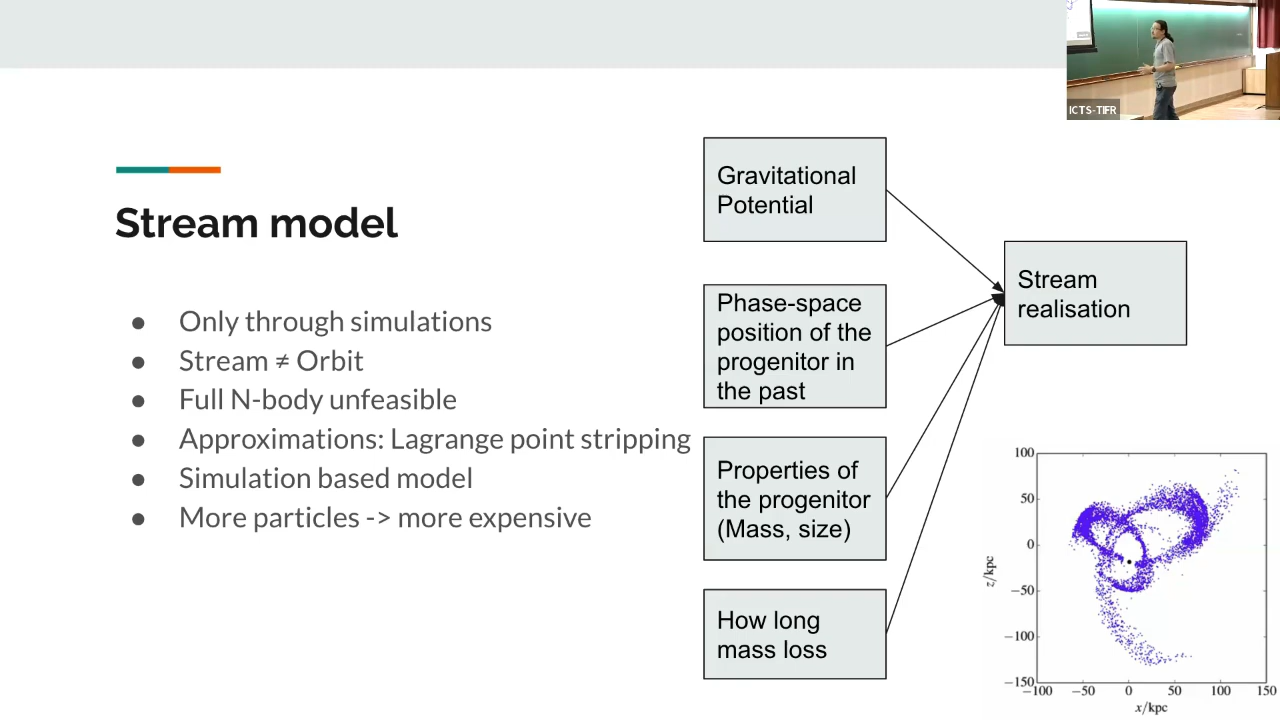 ICTS-TIFR
Stream model
● Only through simulations
● Stream ≠ Orbit
● Full N-body unfeasible
● Approximations: Lagrange point stripping
● Simulation based model
● More particles -> more expensive
Gravitational
Potential
Phase-space
position of the
progenitor in
the past
Properties of
the progenitor
(Mass, size)
How long
mass loss
Stream
realisation
100
50
0
−50
−100
−150
z/kpc
−100 −50 0 50 100 150
x/kpc